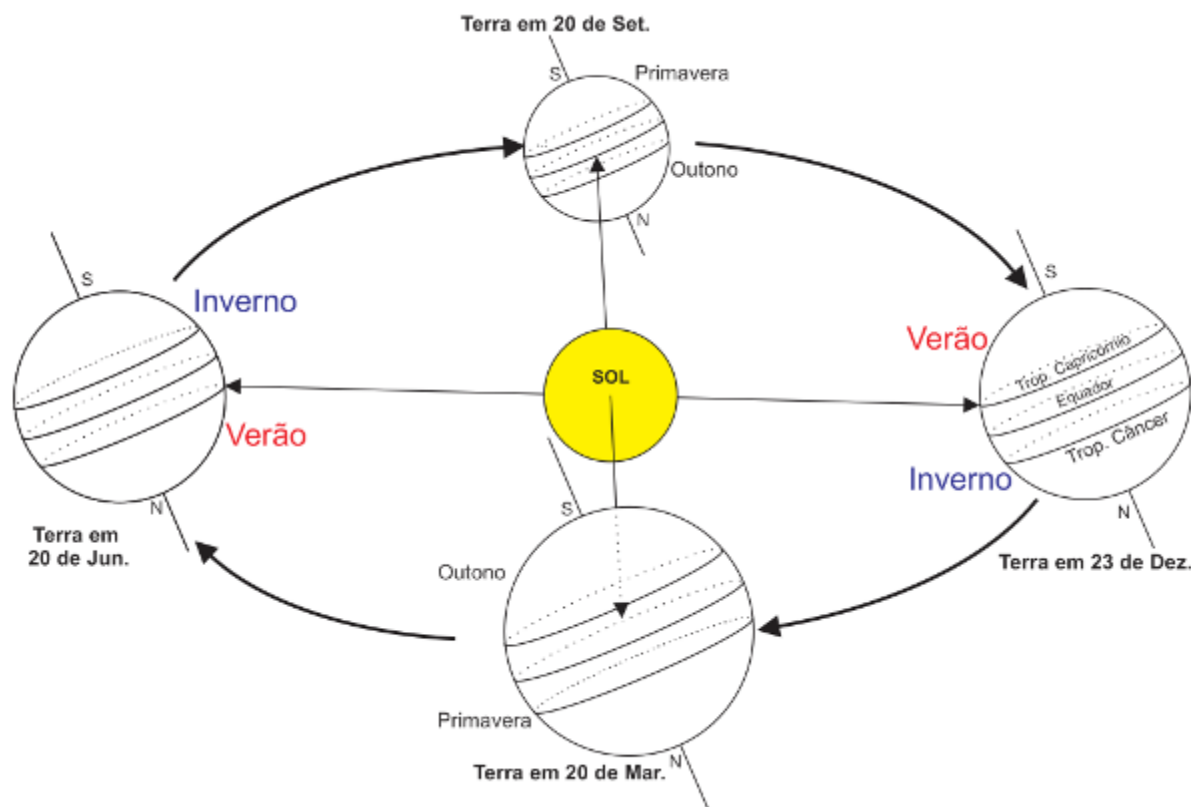 Terra em 20 de Set.
S
Primavera
Outono
N
S
Inverno
Verão
N
Terra em
20 de Jun.
SOL
S
Verão
Trop. Capricórnio
Equador
Trop. Câncer
Inverno
N
Terra em 23 de Dez.
S
Outono
Primavera
N
Terra em 20 de Mar.